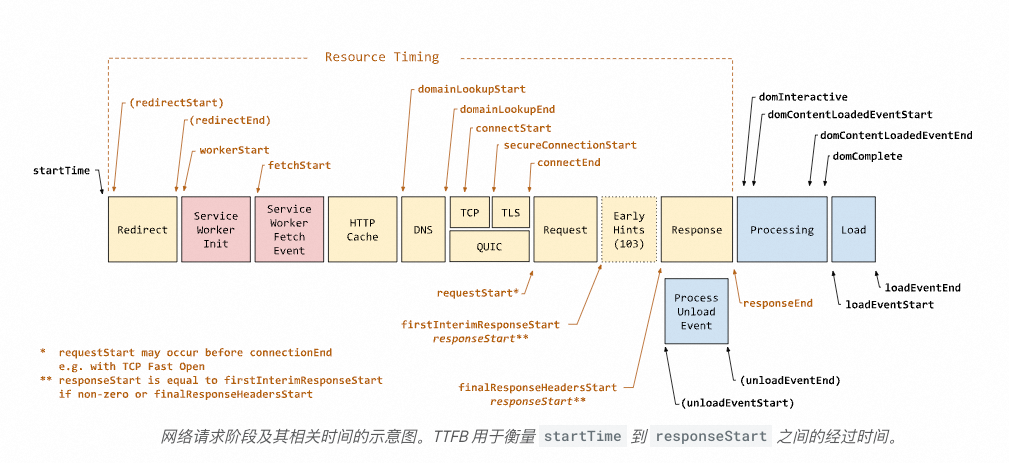 Resource Timing
domainLookupStart
domInteractive
(redirectStart)
domainLookupEnd
domContentLoadedEventStart
(redirectEnd)
connectStart
domContentLoadedEventEnd
workerStart
secureConnectionStart
domComplete
fetchStart
connectEnd
startTime
Redirect
Service
Worker
Init
Service
Worker
Fetch
Event
HTTP
Cache
DNS
TCP
TLS
QUIC
Request
Early
Hints
(103)
Response
Processing
Load
requestStart*
Process
Unload
Event
responseEnd
loadEventEnd
loadEventStart
firstInterimResponseStart
responseStart**
finalResponseHeadersStart
responseStart**
(unloadEventEnd)
(unloadEventStart)
* requestStart may occur before connectionEnd
e.g. with TCP Fast Open
** responseStart is equal to firstInterimResponseStart
if non-zero or finalResponseHeadersStart
网络请求阶段及其相关时间的示意图。TTFB 用于衡量 startTime 到 responseStart 之间的经过时间。